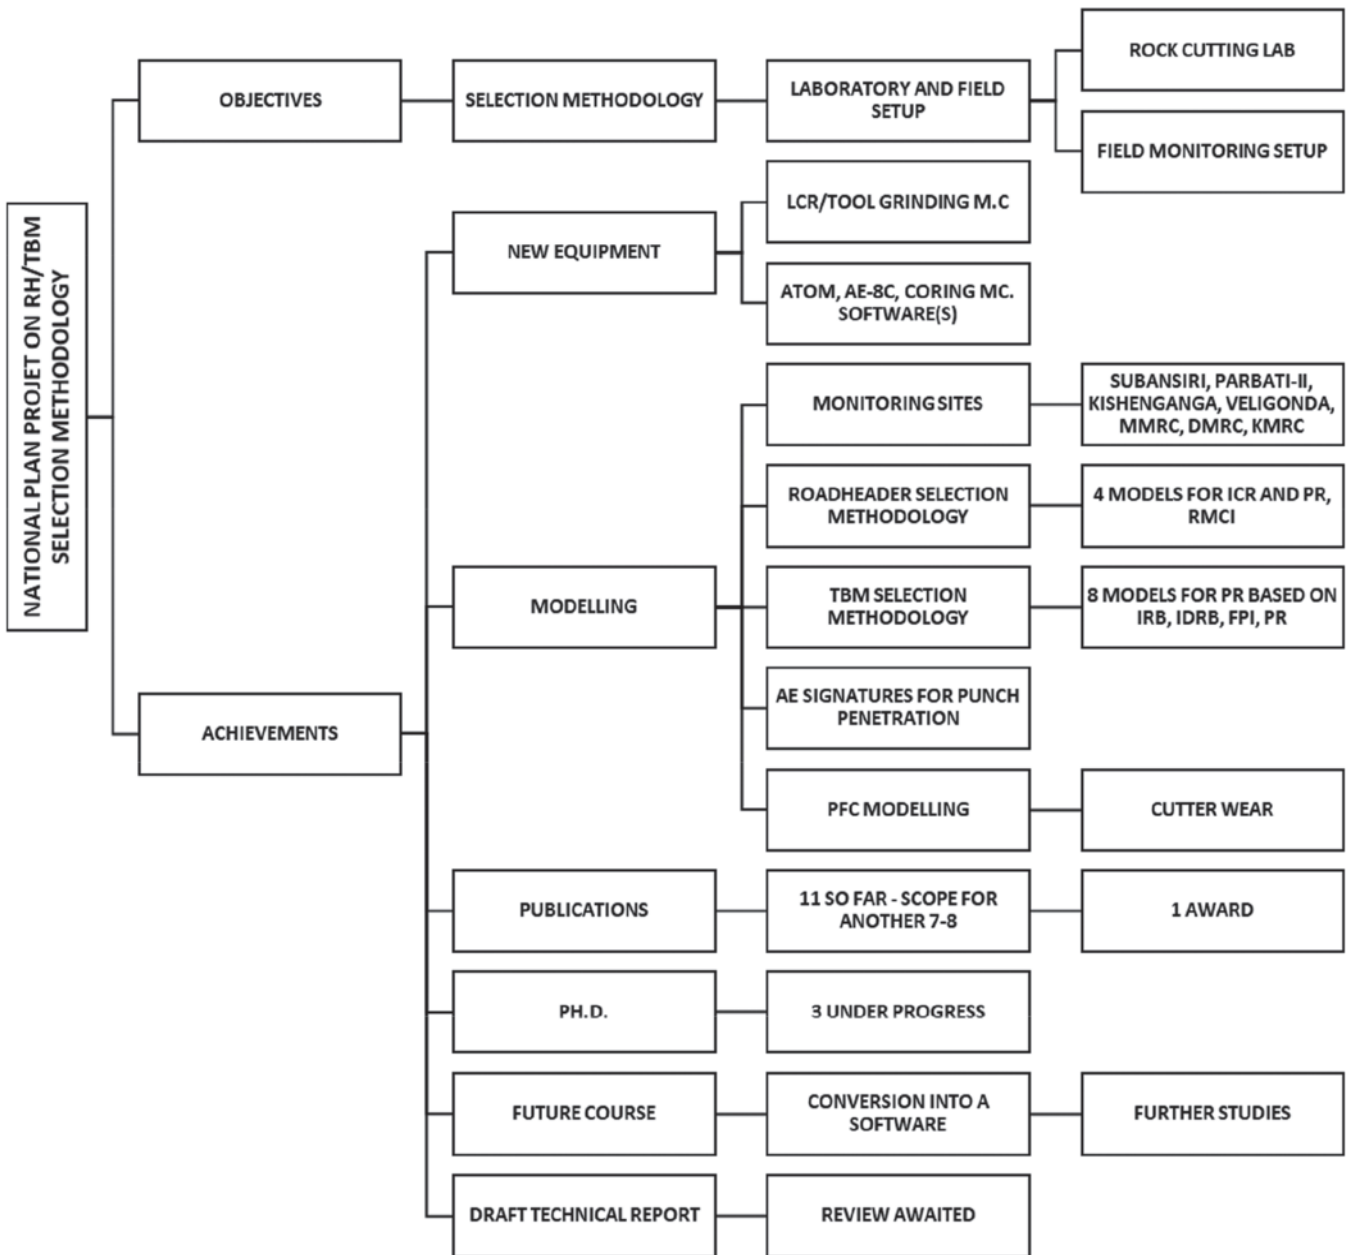 NATIONAL PLAN PROJET ON RH/TBM
SELECTION METHODOLOGY
OBJECTIVES
SELECTION METHODOLOGY
LABORATORY AND FIELD
SETUP
ROCK CUTTING LAB
FIELD MONITORING SETUP
ACHIEVEMENTS
NEW EQUIPMENT
LCR/TOOL GRINDING M.C
ATOM, AE-8C, CORING MC.
SOFTWARE(S)
MODELLING
MONITORING SITES
SUBANSIRI, PARBATI-II,
KISHENGANGA, VELIGONDA,
MMRC, DMRC, KMRC
ROADHEADER SELECTION
METHODOLOGY
4 MODELS FOR ICR AND PR,
RMCI
TBM SELECTION
METHODOLOGY
8 MODELS FOR PR BASED ON
IRB, IDRB, FPI, PR
AE SIGNATURES FOR PUNCH
PENETRATION
PFC MODELLING
CUTTER WEAR
PUBLICATIONS
11 SO FAR - SCOPE FOR
ANOTHER 7-8
1 AWARD
PH.D.
3 UNDER PROGRESS
FUTURE COURSE
CONVERSION INTO A
SOFTWARE
FURTHER STUDIES
DRAFT TECHNICAL REPORT
REVIEW AWAITED